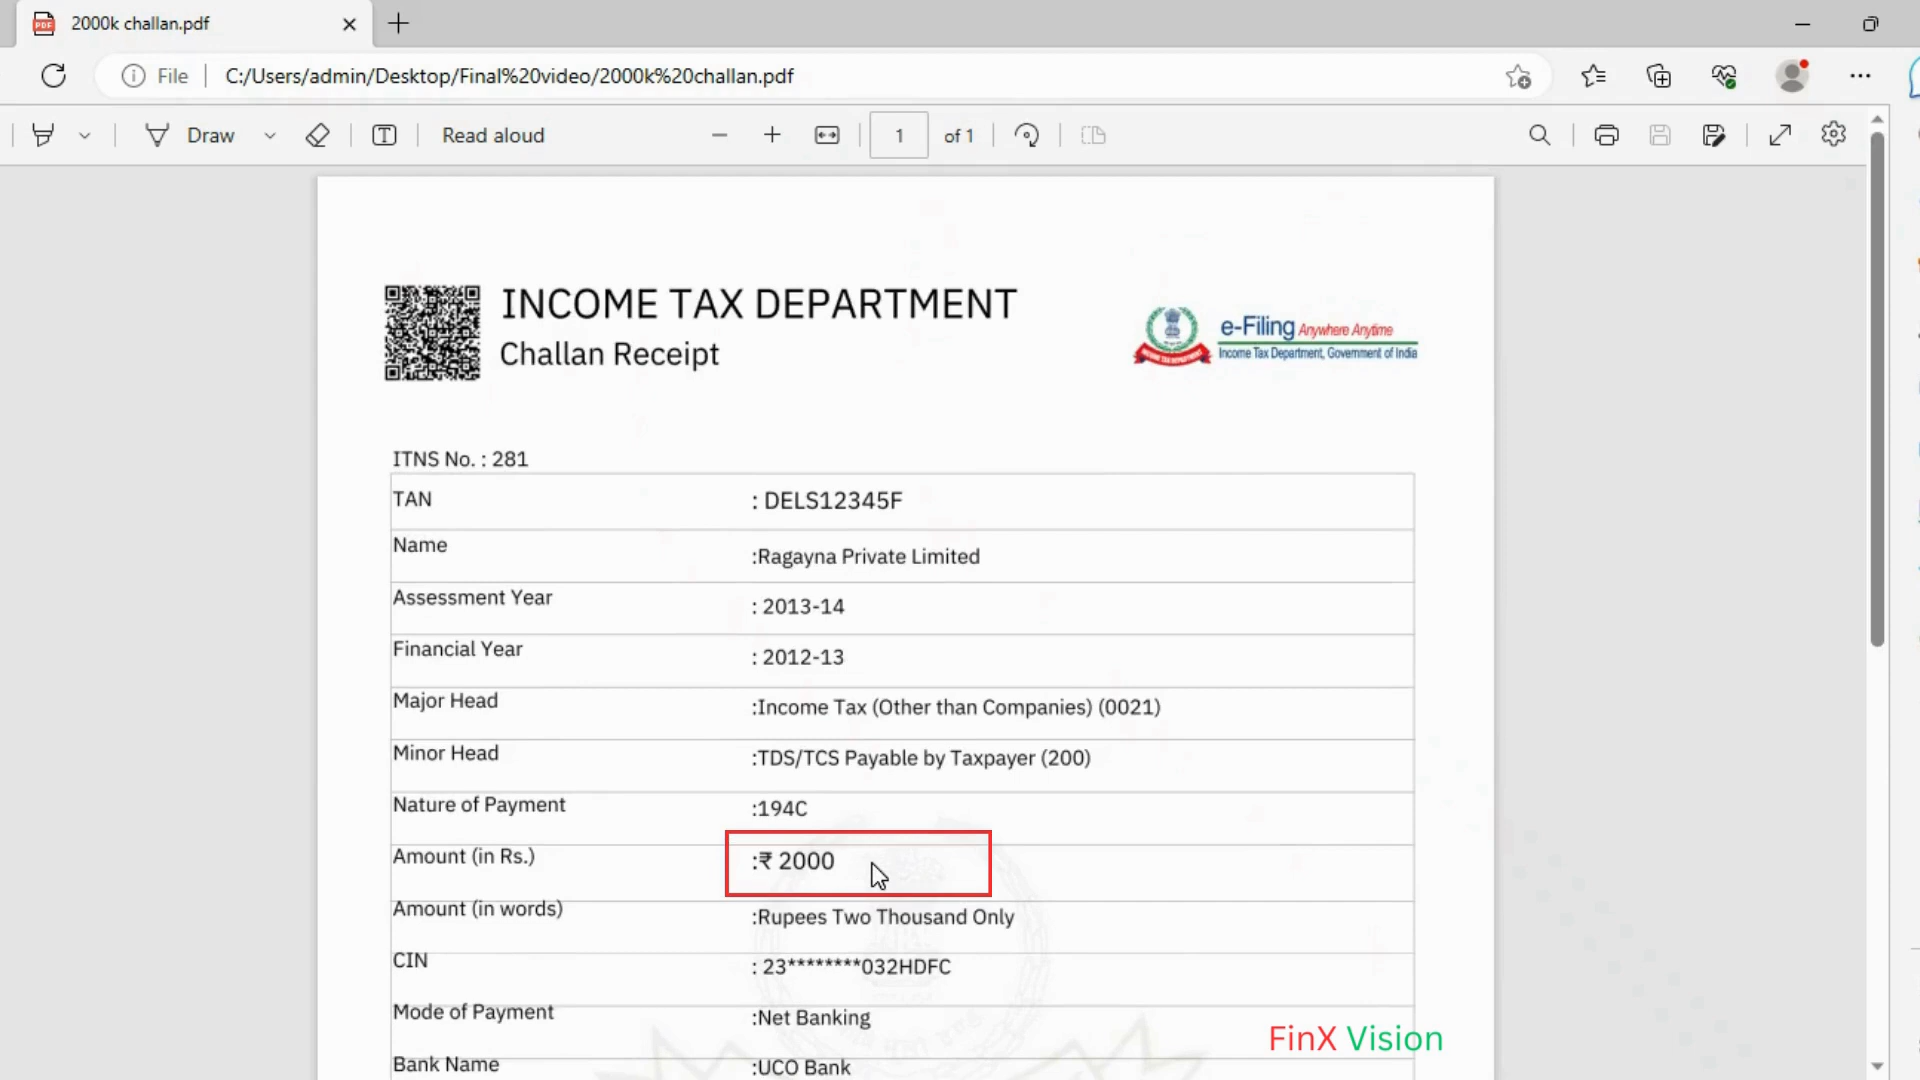 2000k challan.pdf
File
C:/Users/admin/Desktop/Final%20video/2000k%20challan.pdf
Draw
Read aloud
1 of 1
INCOME TAX DEPARTMENT
Challan Receipt
e-Filing Anywhere Anytime
Income Tax Department, Government of India
ITNS No. : 281
TAN : DELS12345F
Name :Ragayna Private Limited
Assessment Year : 2013-14
Financial Year : 2012-13
Major Head :Income Tax (Other than Companies) (0021)
Minor Head :TDS/TCS Payable by Taxpayer (200)
Nature of Payment :194C
Amount (in Rs.) :₹ 2000
Amount (in words) :Rupees Two Thousand Only
CIN : 23********032HDFC
Mode of Payment :Net Banking
FinX Vision
Bank Name :UCO Bank